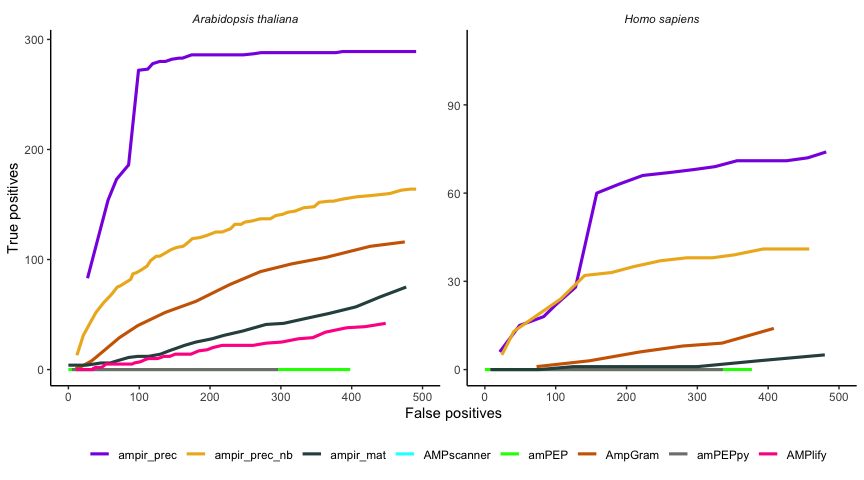 Arabidopsis thaliana
Homo sapiens
True positives
300
200
100
0
90
60
30
0
0 100 200 300 400 500
0 100 200 300 400 500
False positives
ampir_prec ampir_prec_nb ampir_mat AMPscanner amPEP AmpGram amPEPpy AMPlify